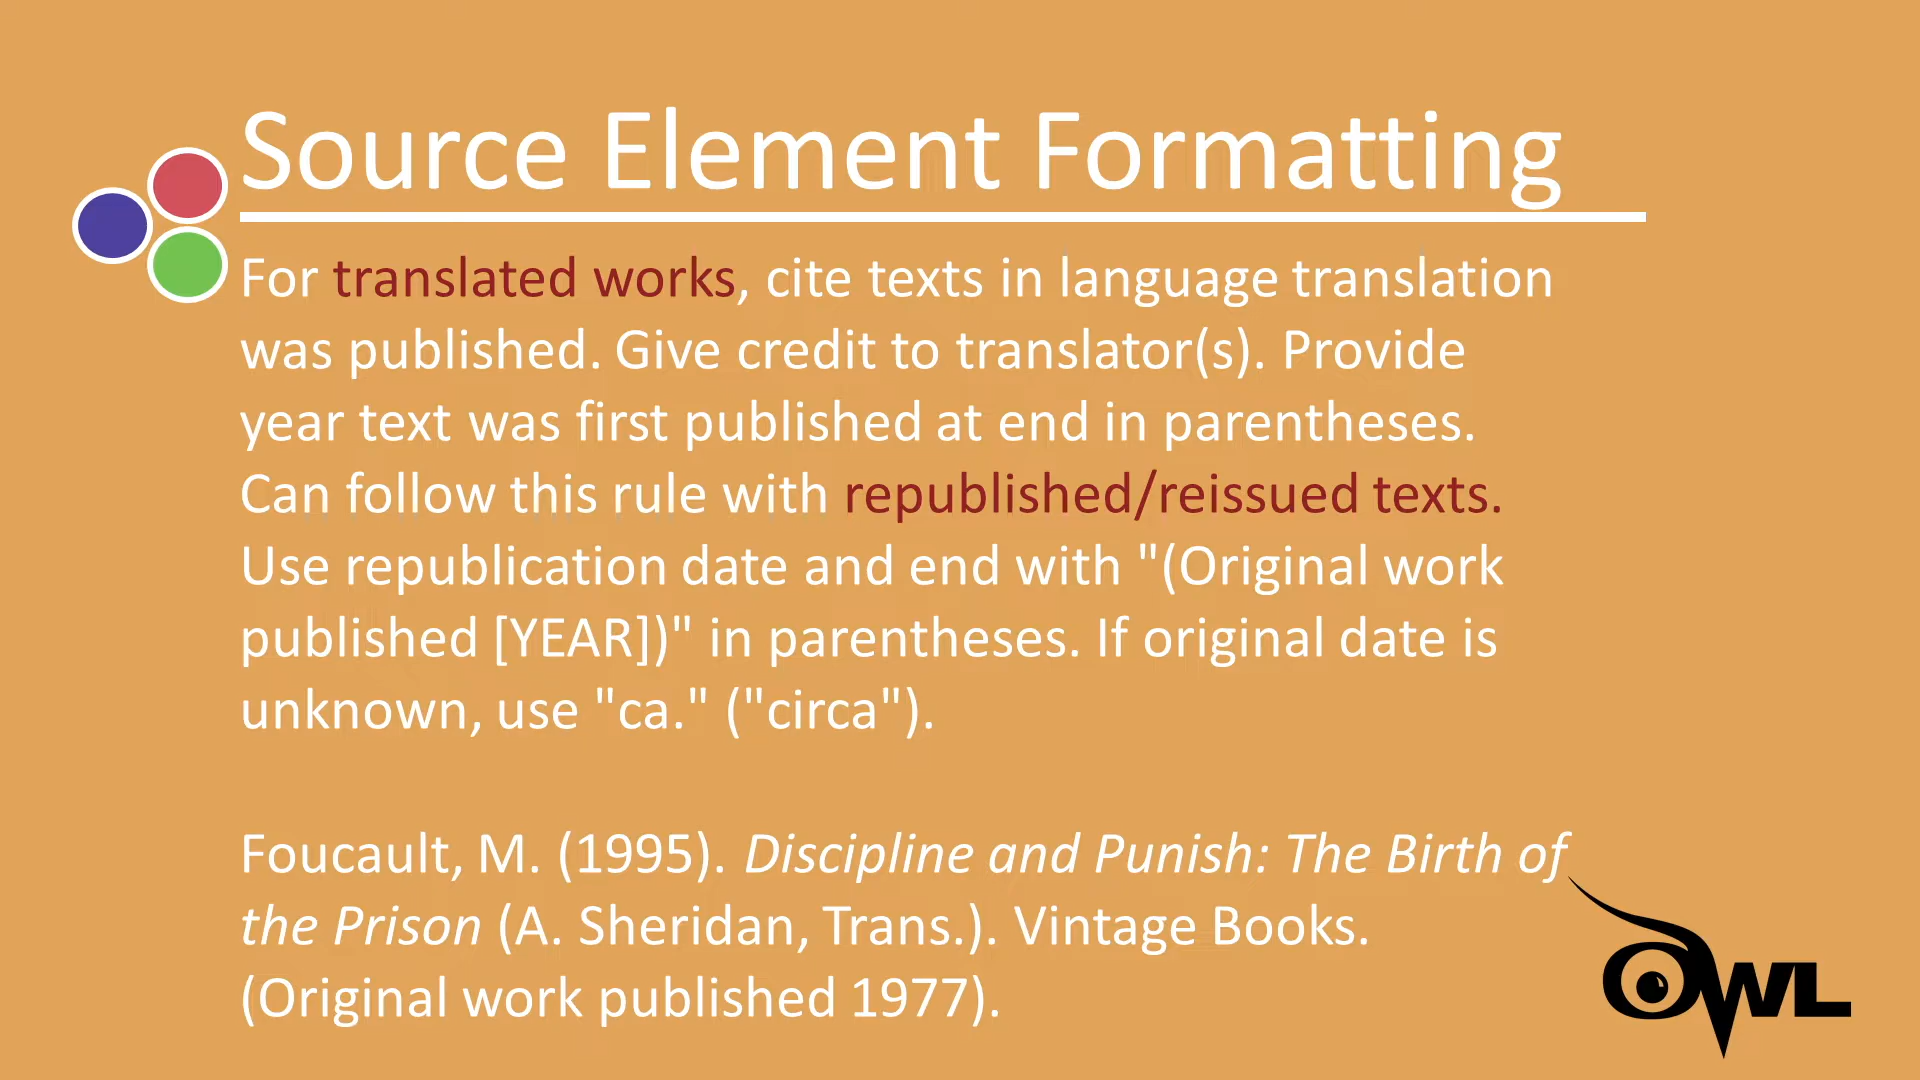 Source Element Formatting
For translated works, cite texts in language translation
was published. Give credit to translator(s). Provide
year text was first published at end in parentheses.
Can follow this rule with republished/reissued texts.
Use republication date and end with "(Original work
published [YEAR])" in parentheses. If original date is
unknown, use "ca." ("circa").
Foucault, M. (1995). Discipline and Punish: The Birth of
the Prison (A. Sheridan, Trans.). Vintage Books.
(Original work published 1977).
OWL